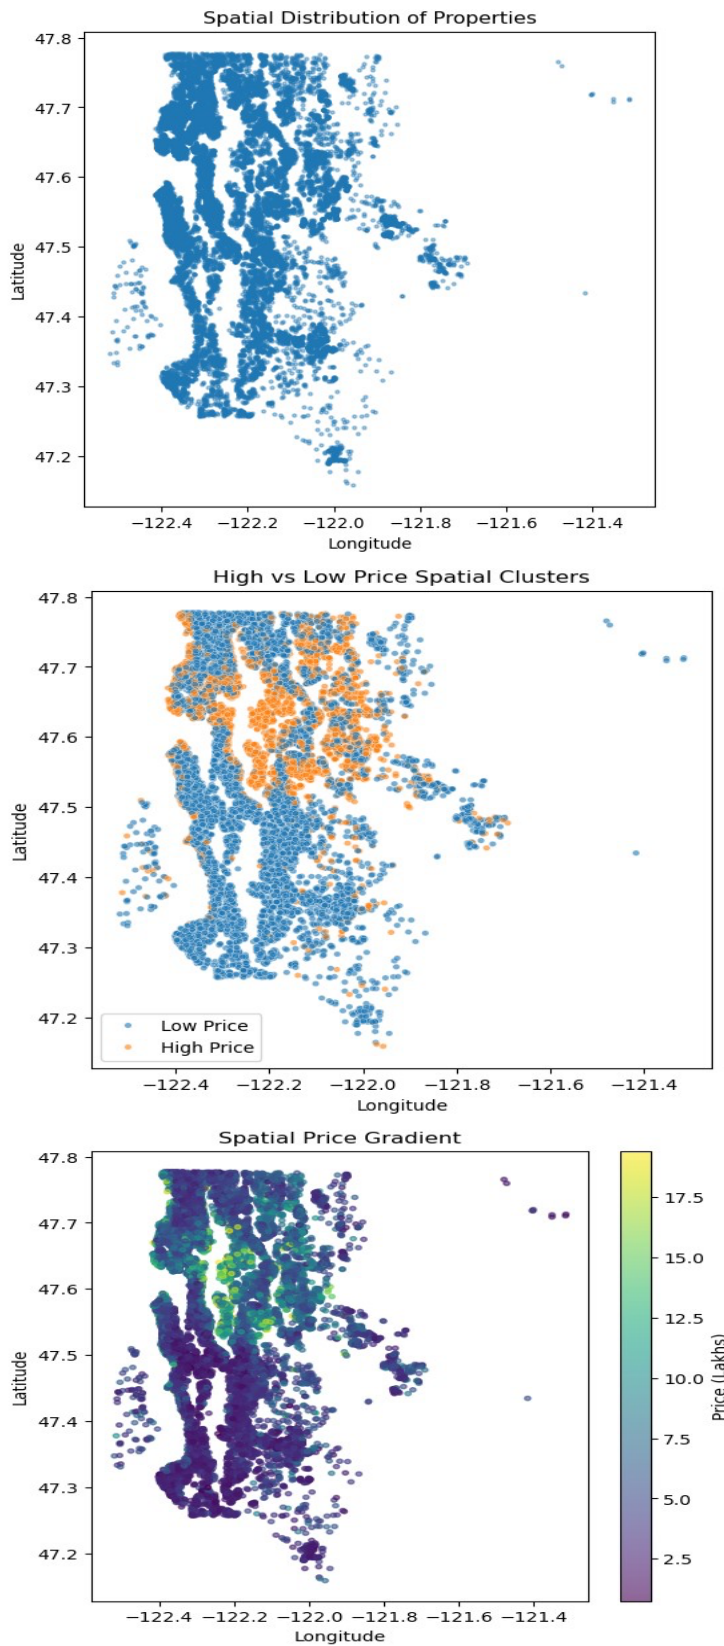 Spatial Distribution of Properties
47.8
47.7
47.6
47.5
47.4
47.3
47.2
Latitude
−122.4 −122.2 −122.0 −121.8 −121.6 −121.4
Longitude
High vs Low Price Spatial Clusters
47.8
47.7
47.6
47.5
47.4
47.3
47.2
Latitude
Low Price
High Price
−122.4 −122.2 −122.0 −121.8 −121.6 −121.4
Longitude
Spatial Price Gradient
47.8
47.7
47.6
47.5
47.4
47.3
47.2
Latitude
−122.4 −122.2 −122.0 −121.8 −121.6 −121.4
Longitude
17.5
15.0
12.5
10.0
7.5
5.0
2.5
Price (Lakhs)